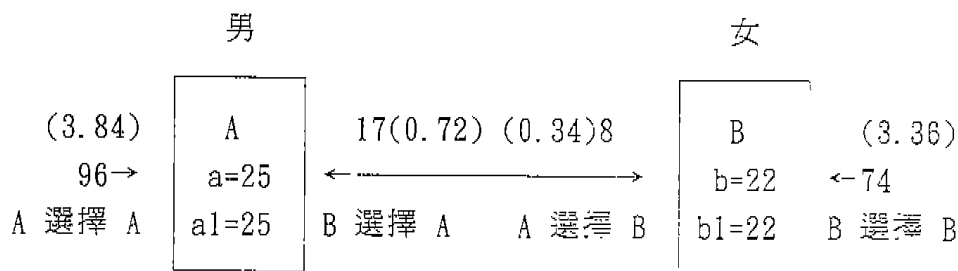 男 女
(3.84) A 17(0.72) (0.34)8 B (3.36)
96→ a=25 ←→ b=22 ←74
A 選擇 A a1=25 B 選擇 A A 選擇 B b1=22 B 選擇 B